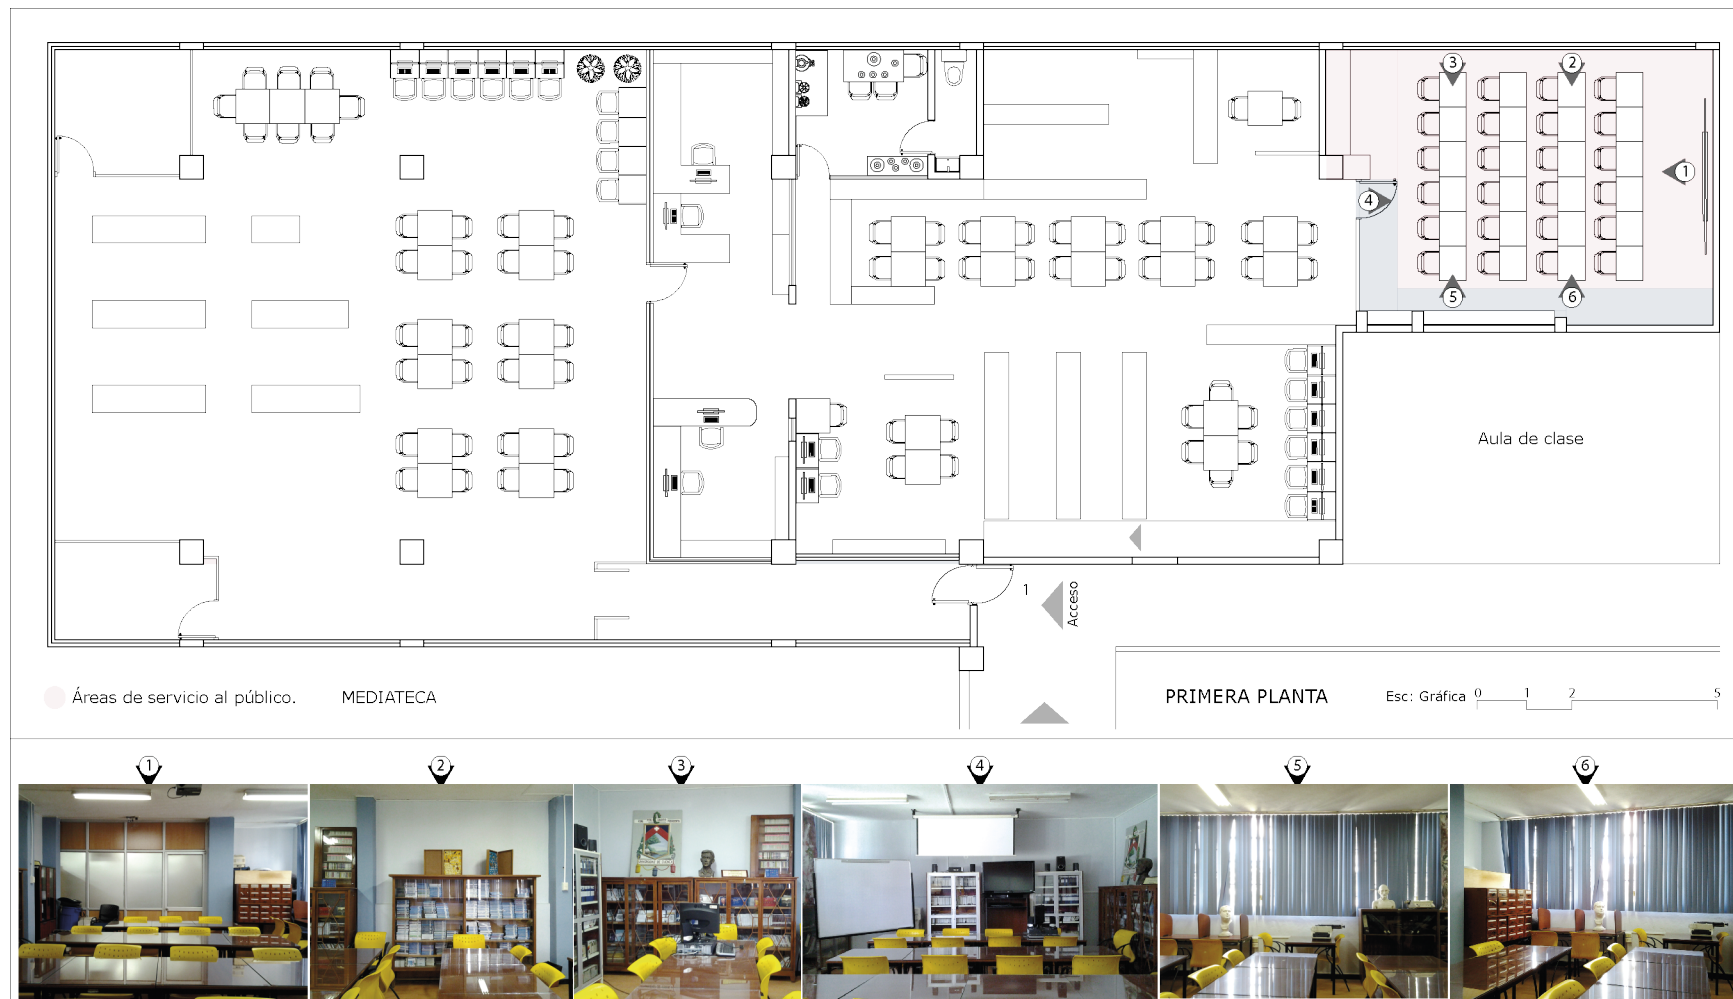 3
2
1
4
5
6
Aula de clase
1
Acceso
Áreas de servicio al público.
MEDIATECA
PRIMERA PLANTA
Esc: Gráfica
0 1 2 5
1
2
3
4
5
6